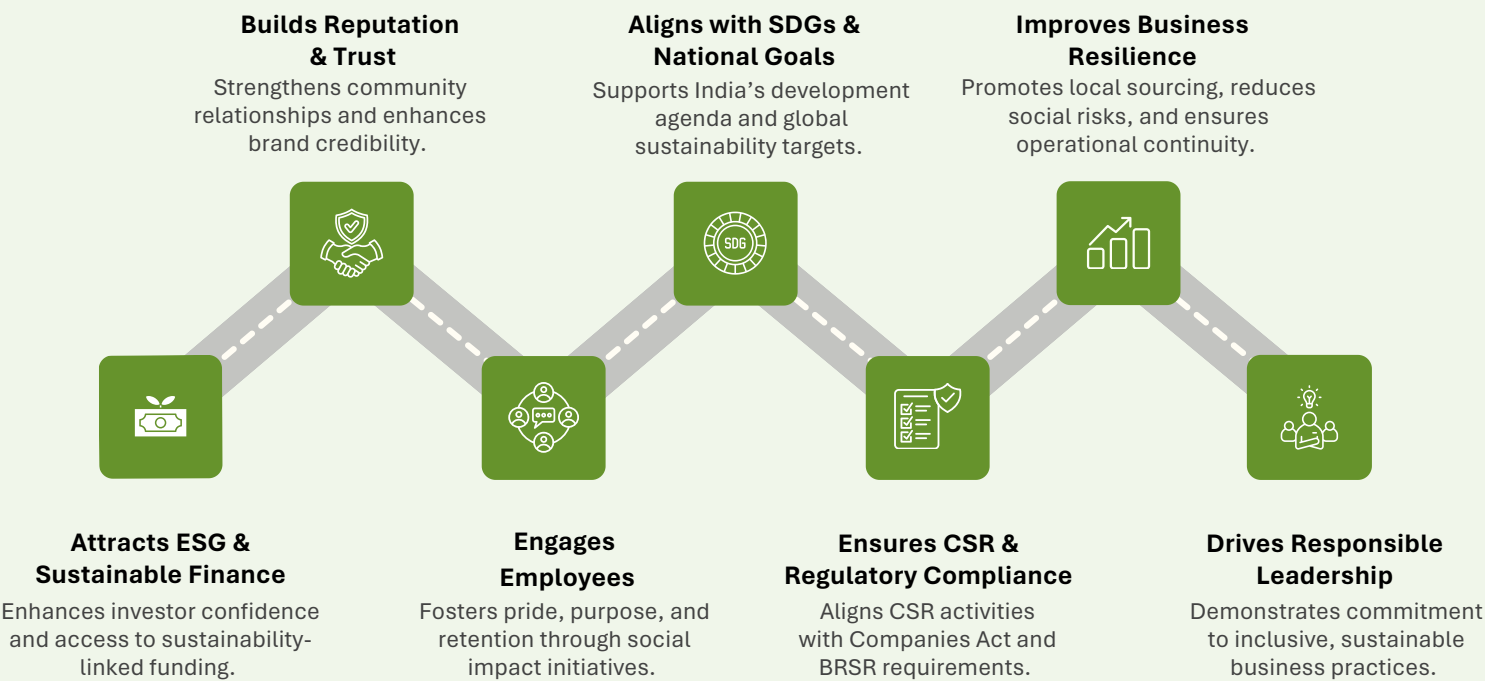 Builds Reputation
& Trust
Strengthens community
relationships and enhances
brand credibility.
Aligns with SDGs &
National Goals
Supports India's development
agenda and global
sustainability targets.
Improves Business
Resilience
Promotes local sourcing, reduces
social risks, and ensures
operational continuity.
SDG
Attracts ESG &
Sustainable Finance
Enhances investor confidence
and access to sustainability-
linked funding.
Engages
Employees
Fosters pride, purpose, and
retention through social
impact initiatives.
Ensures CSR &
Regulatory Compliance
Aligns CSR activities
with Companies Act and
BRSR requirements.
Drives Responsible
Leadership
Demonstrates commitment
to inclusive, sustainable
business practices.